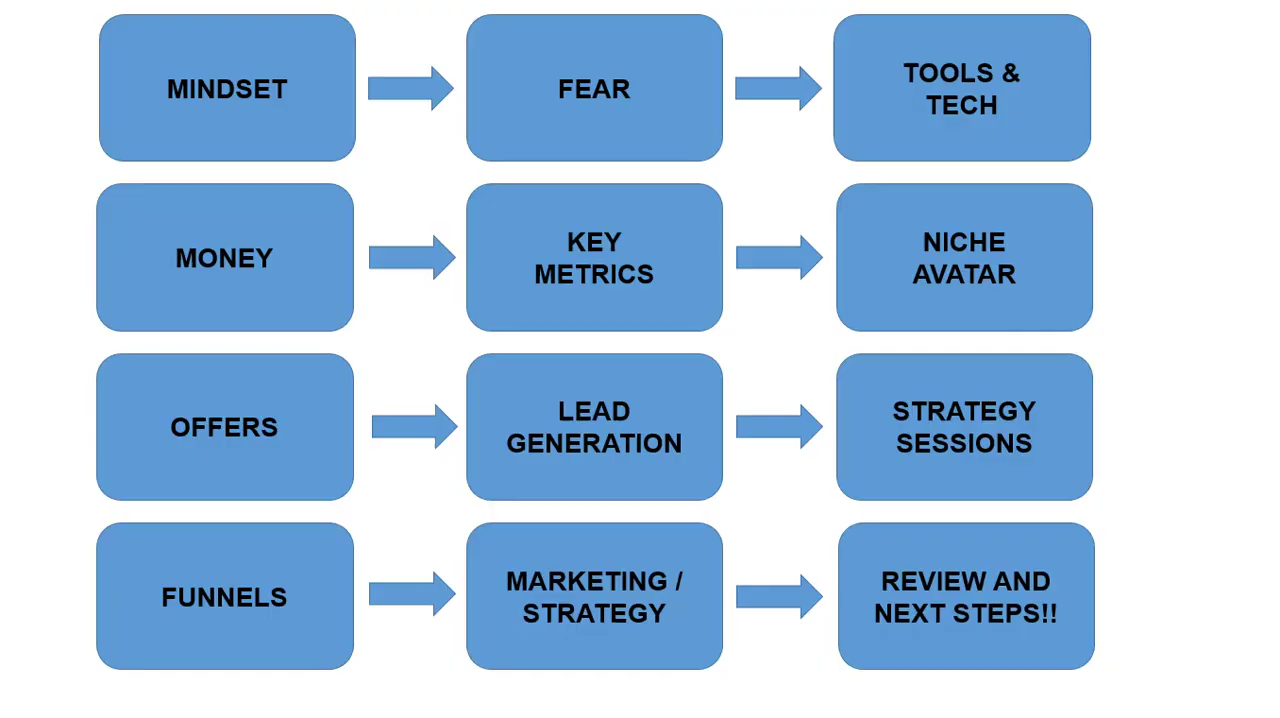 MINDSET
FEAR
TOOLS &
TECH
MONEY
KEY
METRICS
NICHE
AVATAR
OFFERS
LEAD
GENERATION
STRATEGY
SESSIONS
FUNNELS
MARKETING /
STRATEGY
REVIEW AND
NEXT STEPS!!